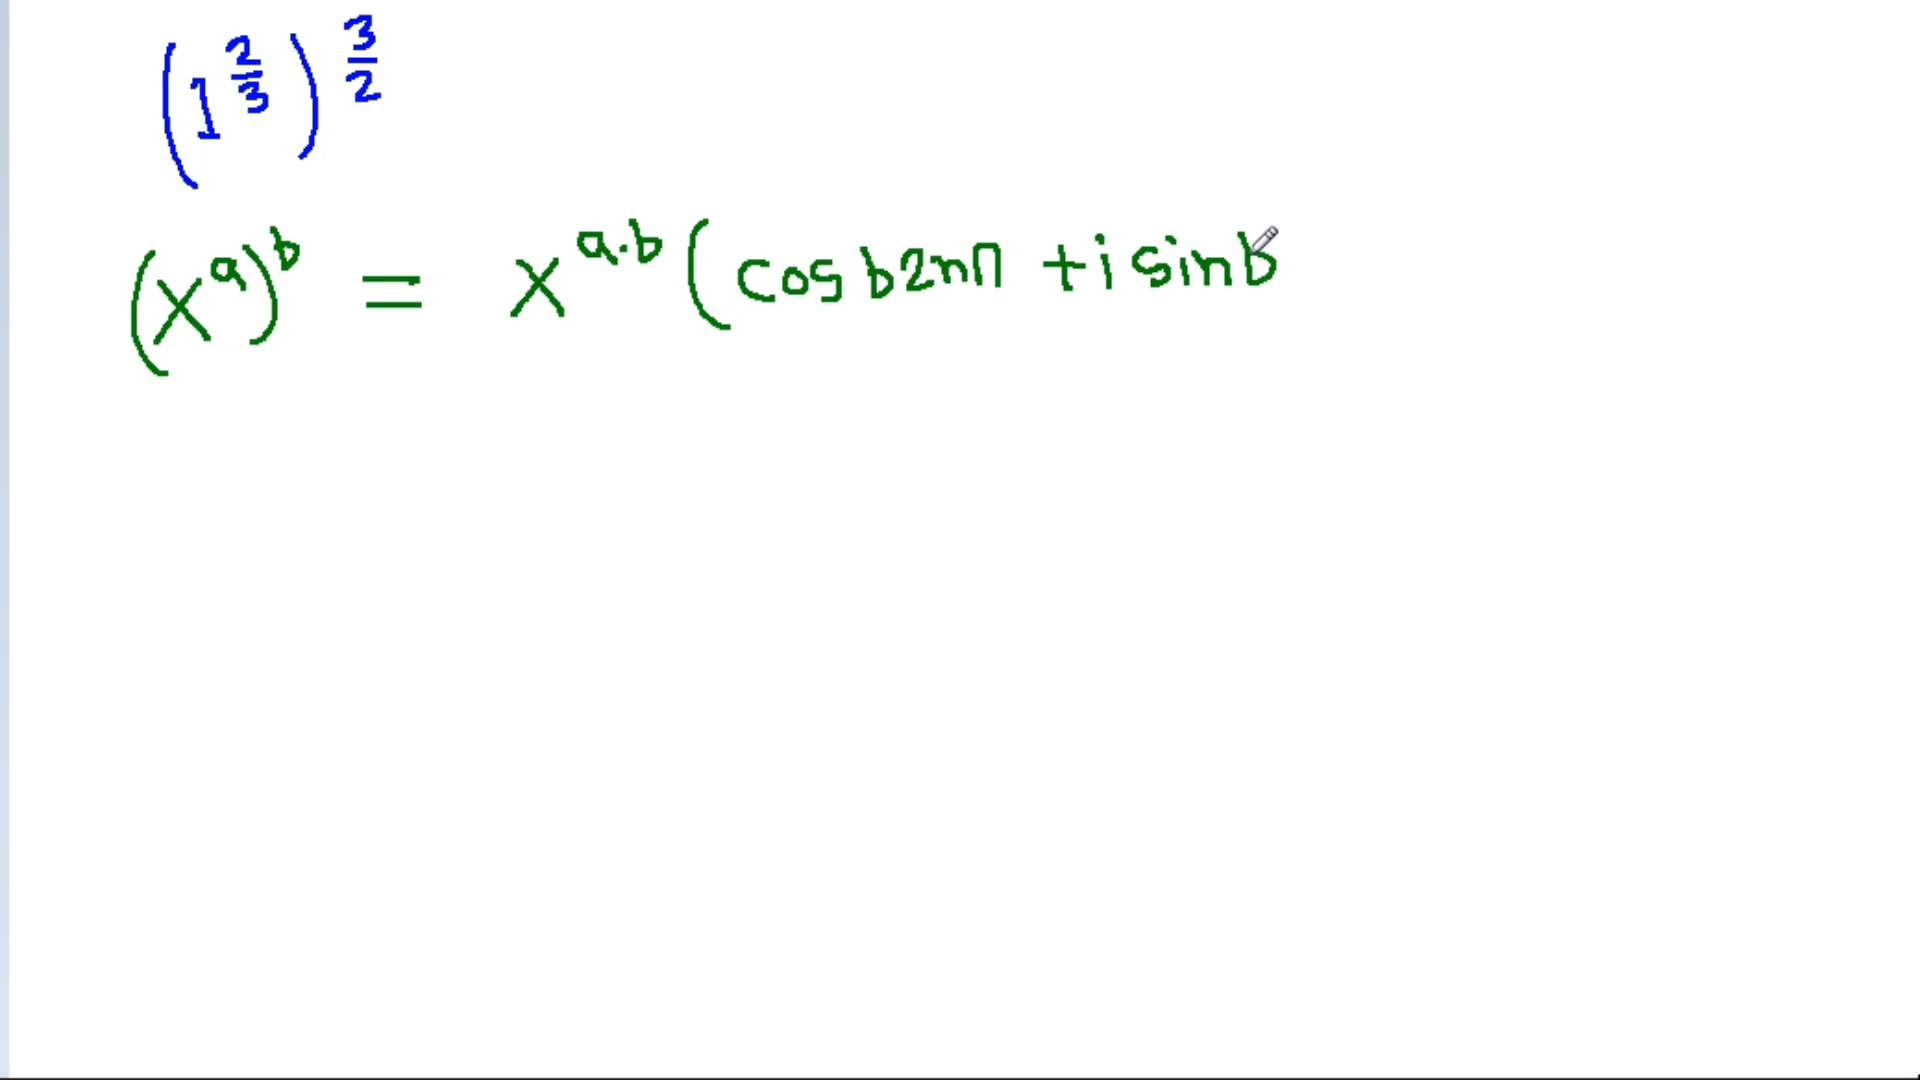 (1^(2/3))^(3/2)
(x^a)^b = x^(a·b) (cos b2nπ + i sin b